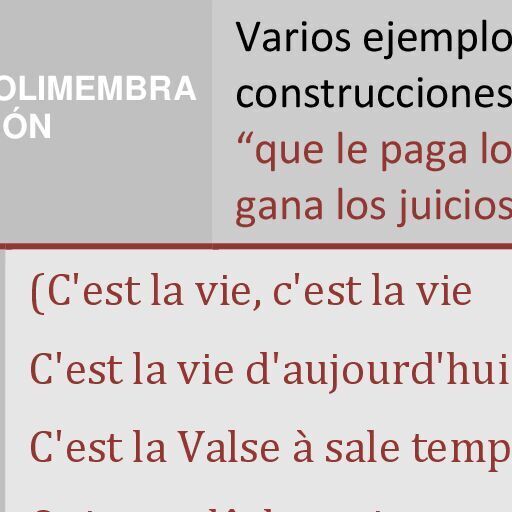 OLIMEMBRA
IÓN
Varios ejemplo
construcciones
“que le paga lo
gana los juicios
(C'est la vie, c'est la vie
C'est la vie d'aujourd'hui
C'est la Valse à sale temp